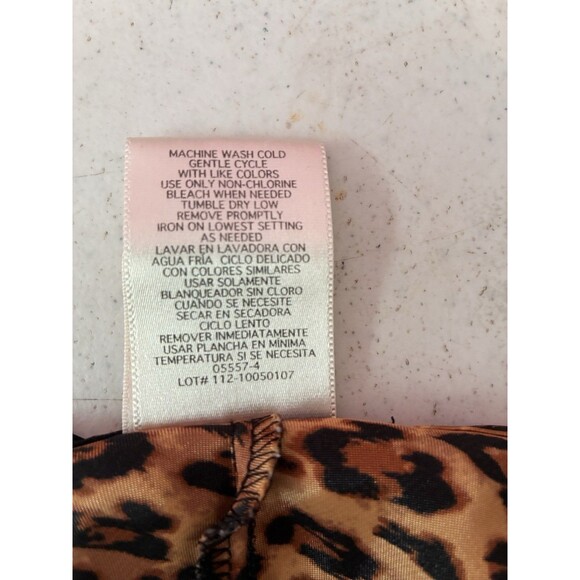 MACHINE WASH COLD
GENTLE CYCLE
WITH LIKE COLORS
USE ONLY NON-CHLORINE
BLEACH WHEN NEEDED
TUMBLE DRY LOW
REMOVE PROMPTLY
IRON ON LOWEST SETTING
AS NEEDED
LAVAR EN LAVADORA CON
AGUA FRÍA CICLO DELICADO
CON COLORES SIMILARES
USAR SOLAMENTE
BLANQUEADOR SIN CLORO
CUANDO SE NECESITE
SECAR EN SECADORA
CICLO LENTO
REMOVER INMEDIATAMENTE
USAR PLANCHA EN MÍNIMA
TEMPERATURA SI SE NECESITA
05557-4
LOT# 112-10050107